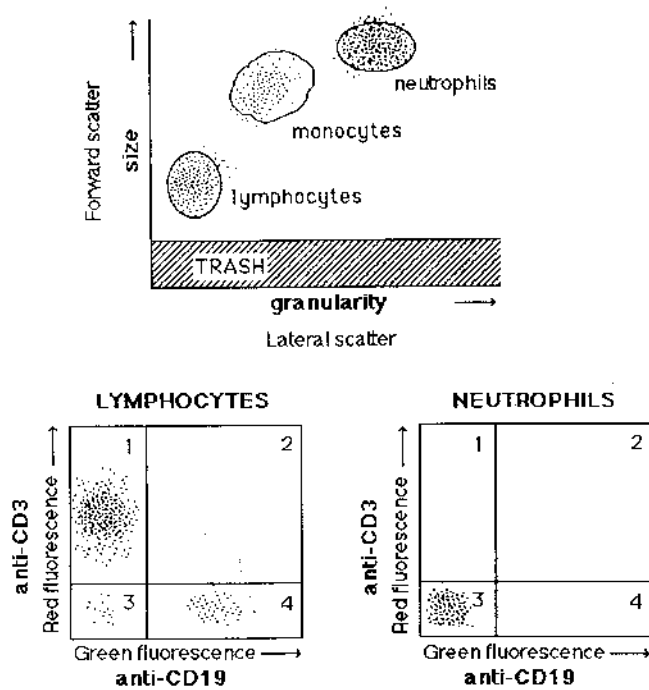 Forward scatter
size
neutrophils
monocytes
lymphocytes
TRASH
granularity
Lateral scatter
LYMPHOCYTES
1 2
3 4
anti-CD3
Red fluorescence
Green fluorescence
anti-CD19
NEUTROPHILS
1 2
3 4
anti-CD3
Red fluorescence
Green fluorescence
anti-CD19